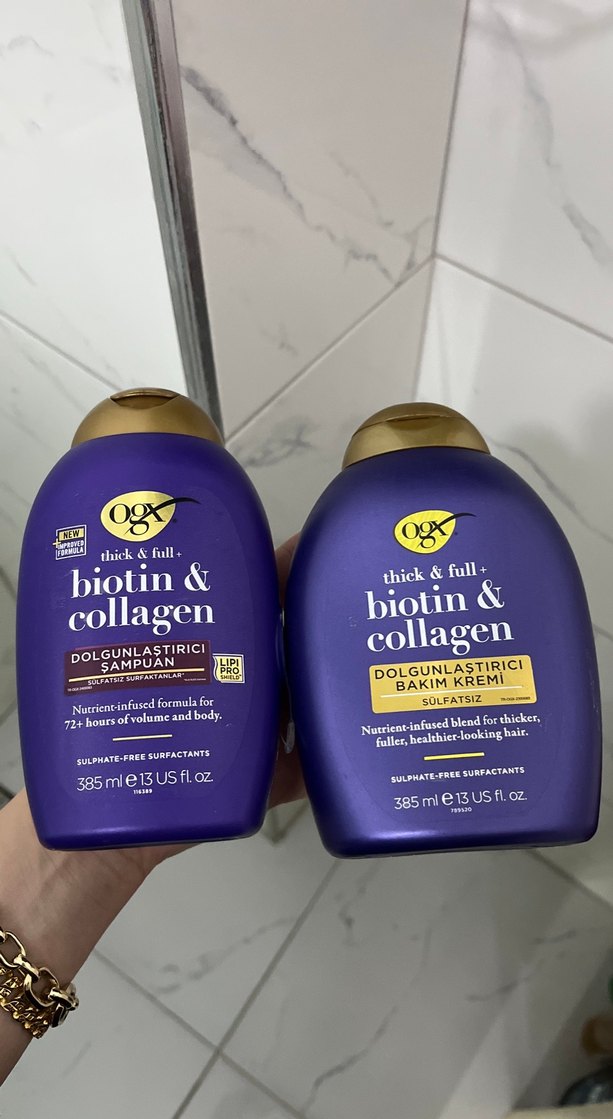 ogx
NEW
IMPROVED
FORMULA
thick & full +
biotin &
collagen
DOLGUNLAŞTIRICI
ŞAMPUAN
SÜLFATSIZ SURFAKTANLAR*
LIPI
PRO
SHIELD™
Nutrient-infused formula for
72+ hours of volume and body.
SULPHATE-FREE SURFACTANTS
385 ml e 13 US fl. oz.
116389
ogx
thick & full +
biotin &
collagen
DOLGUNLAŞTIRICI
BAKIM KREMİ
SÜLFATSIZ
Nutrient-infused blend for thicker,
fuller, healthier-looking hair.
SULPHATE-FREE SURFACTANTS
385 ml e 13 US fl. oz.
789520